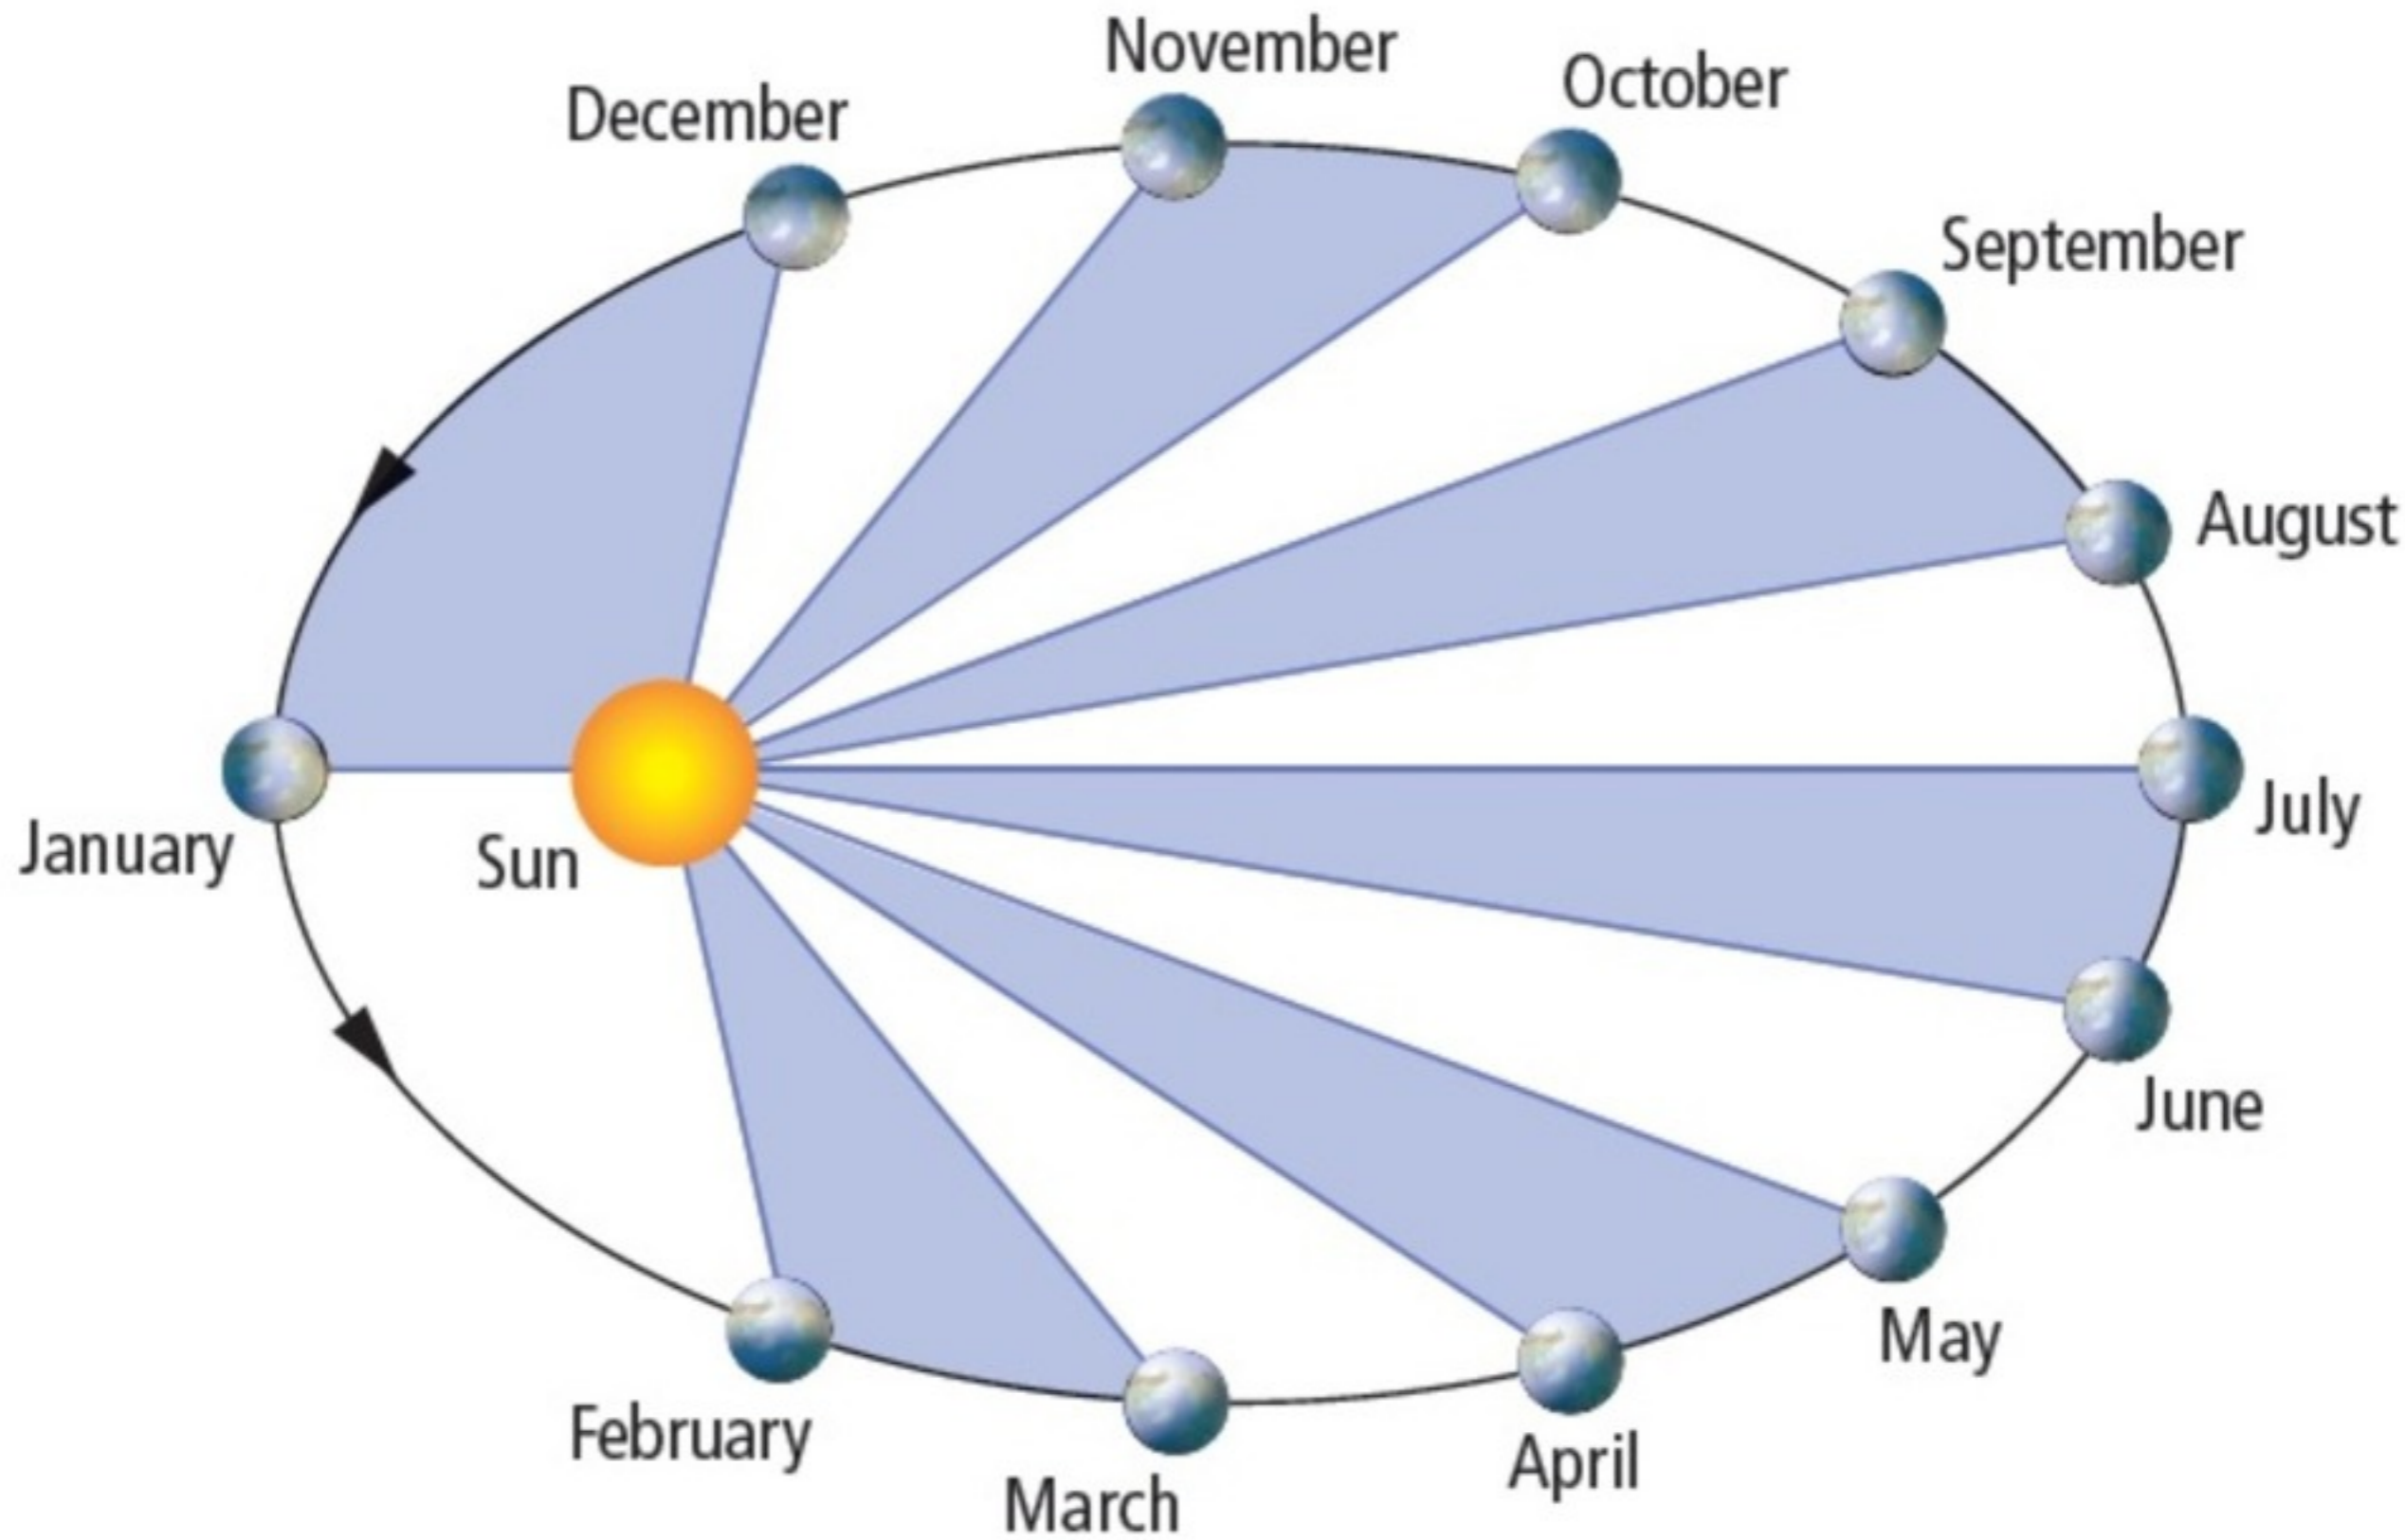 November
October
December
September
August
July
January
Sun
June
May
February
April
March